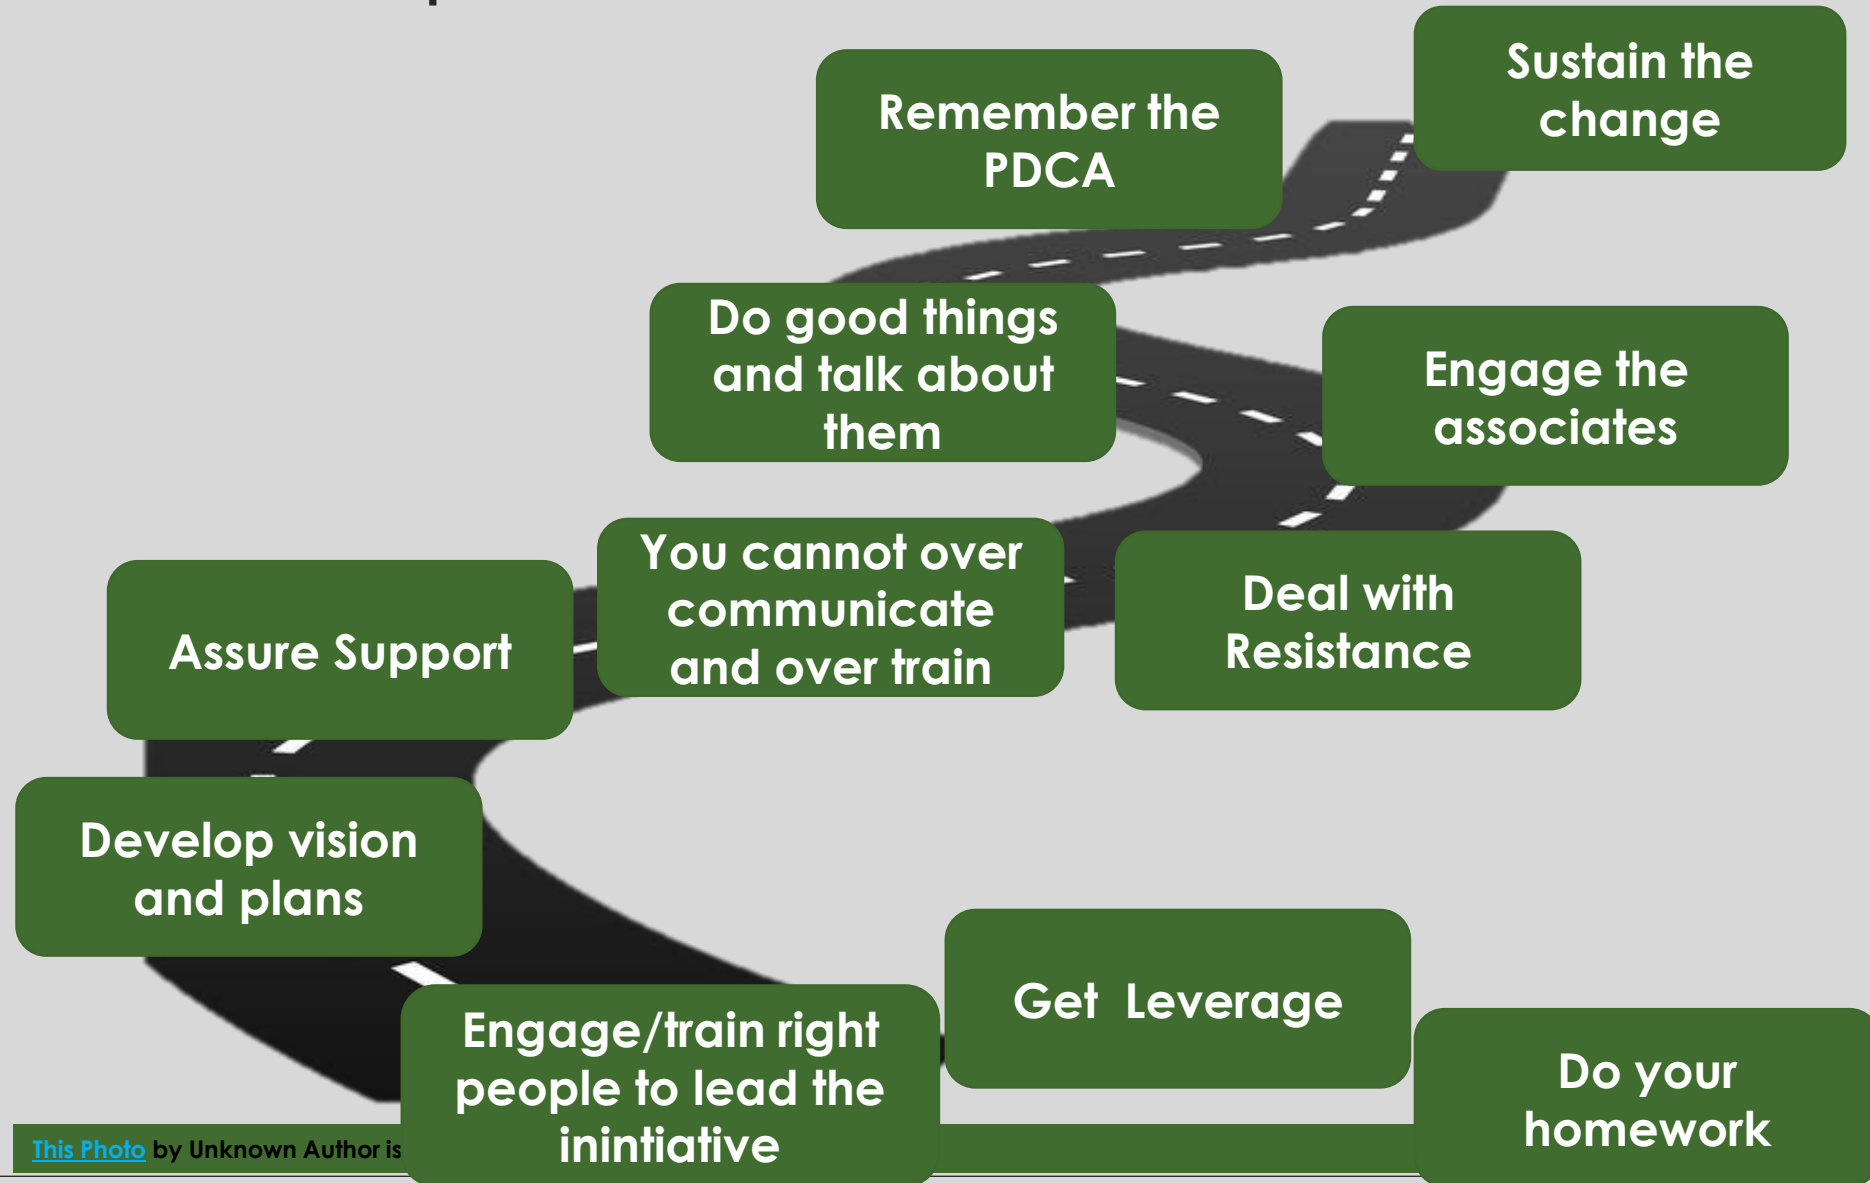 Sustain the
change
Remember the
PDCA
Do good things
and talk about
them
Engage the
associates
You cannot over
communicate
and over train
Deal with
Resistance
Assure Support
Develop vision
and plans
Get  Leverage
Engage/train right
people to lead the
inintiative
Do your
homework
This Photo by Unknown Author is